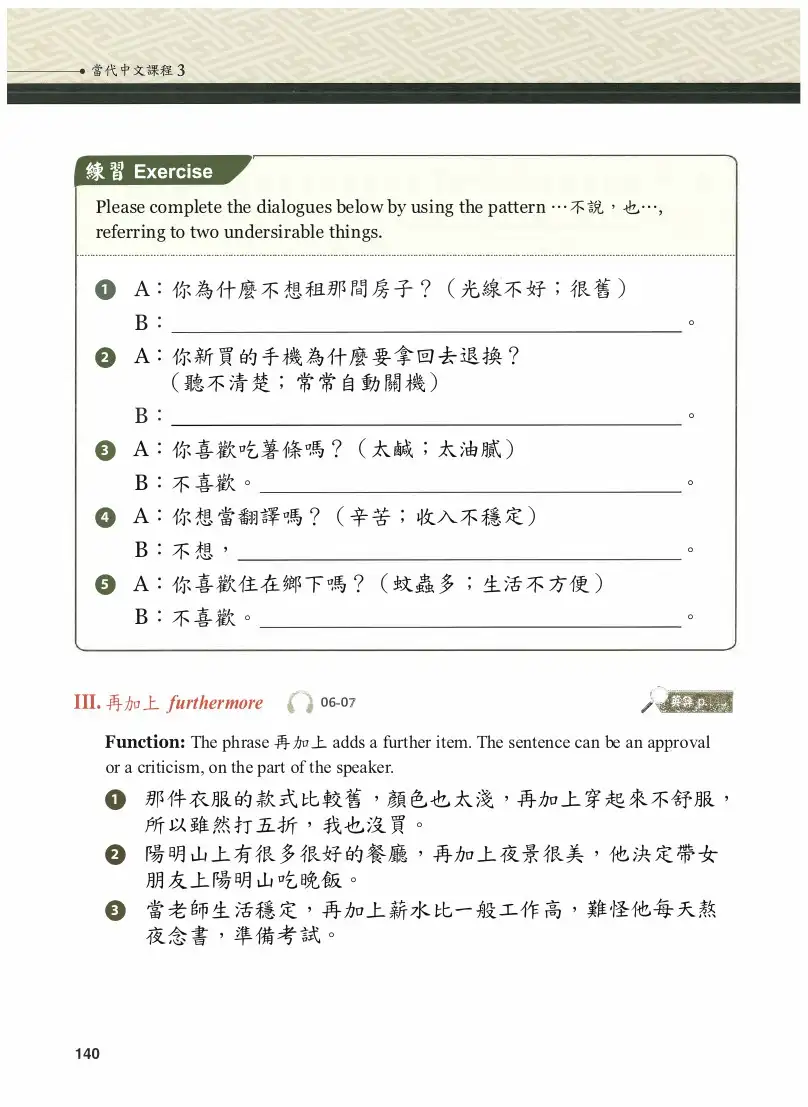 當代中文課程 3
練習 Exercise
Please complete the dialogues below by using the pattern …不說，也…,
referring to two undersirable things.
1 A：你為什麼不想租那間房子？（光線不好；很舊）
B：＿＿＿＿＿＿＿＿＿＿。
2 A：你新買的手機為什麼要拿回去退換？
（聽不清楚；常常自動關機）
B：＿＿＿＿＿＿＿＿＿＿。
3 A：你喜歡吃薯條嗎？（太鹹；太油膩）
B：不喜歡。＿＿＿＿＿＿＿＿＿＿。
4 A：你想當翻譯嗎？（辛苦；收入不穩定）
B：不想，＿＿＿＿＿＿＿＿＿＿。
5 A：你喜歡住在鄉下嗎？（蚊蟲多；生活不方便）
B：不喜歡。＿＿＿＿＿＿＿＿＿＿。
III. 再加上 furthermore 06-07
Function: The phrase 再加上 adds a further item. The sentence can be an approval
or a criticism, on the part of the speaker.
1 那件衣服的款式比較舊，顏色也太淺，再加上穿起來不舒服，
所以雖然打五折，我也沒買。
2 陽明山上有很多很好的餐廳，再加上夜景很美，他決定帶女
朋友上陽明山吃晚飯。
3 當老師生活穩定，再加上薪水比一般工作高，難怪他每天熬
夜念書，準備考試。
140